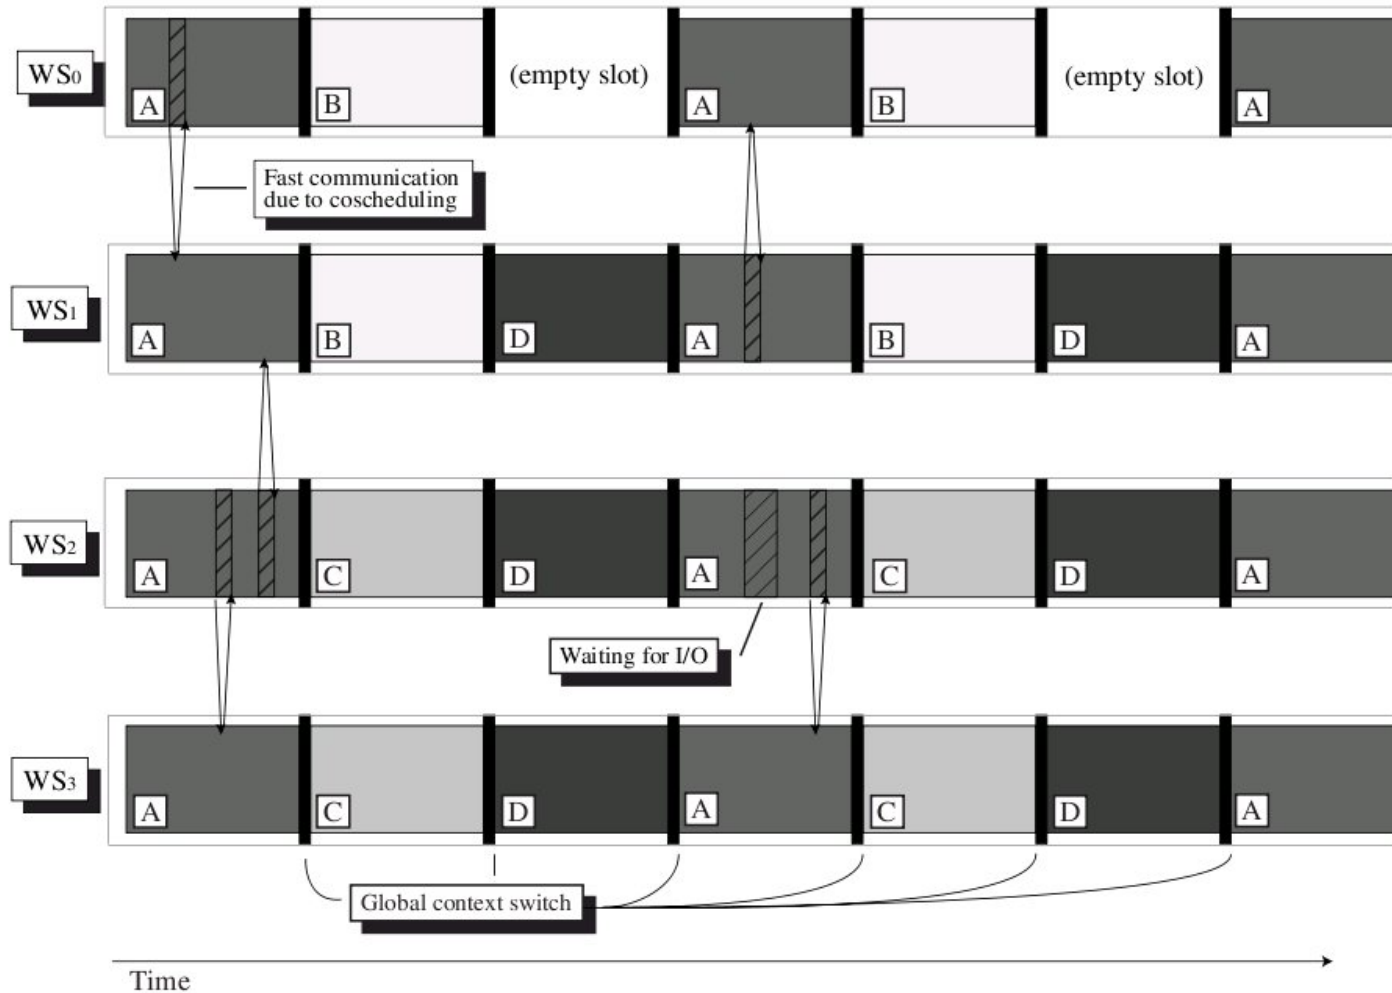 WS0
A
B
(empty slot)
A
B
(empty slot)
A
Fast communication
due to coscheduling
WS1
A
B
D
A
B
D
A
WS2
A
C
D
A
C
D
A
Waiting for I/O
WS3
A
C
D
A
C
D
A
Global context switch
Time